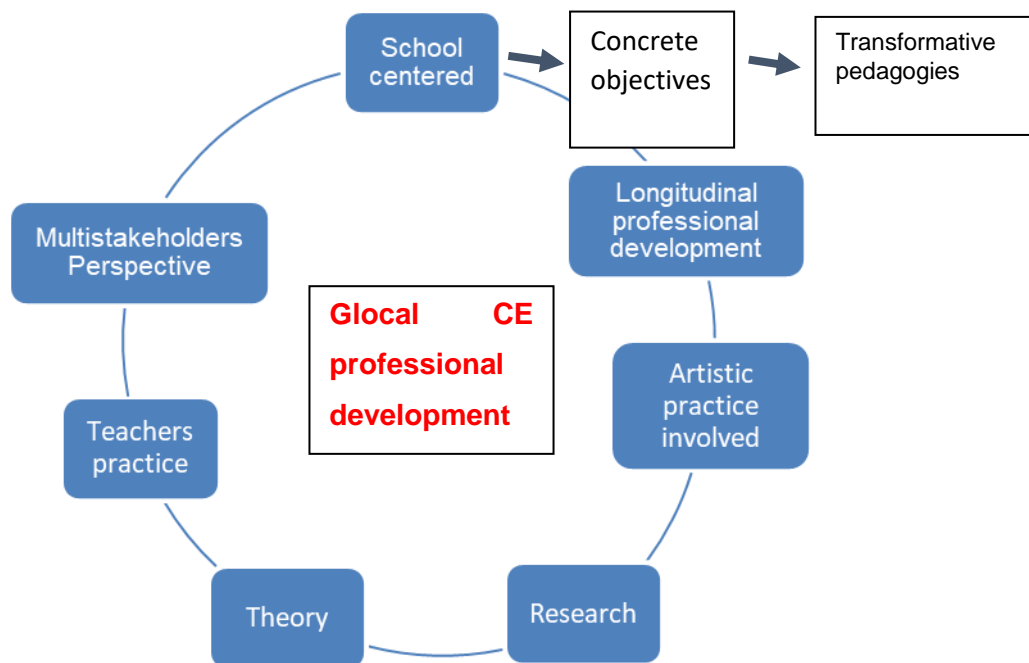 School
centered
Concrete
objectives
Transformative
pedagogies
Longitudinal
professional
development
Multistakeholders
Perspective
Glocal CE
professional
development
Artistic
practice
involved
Teachers
practice
Theory
Research